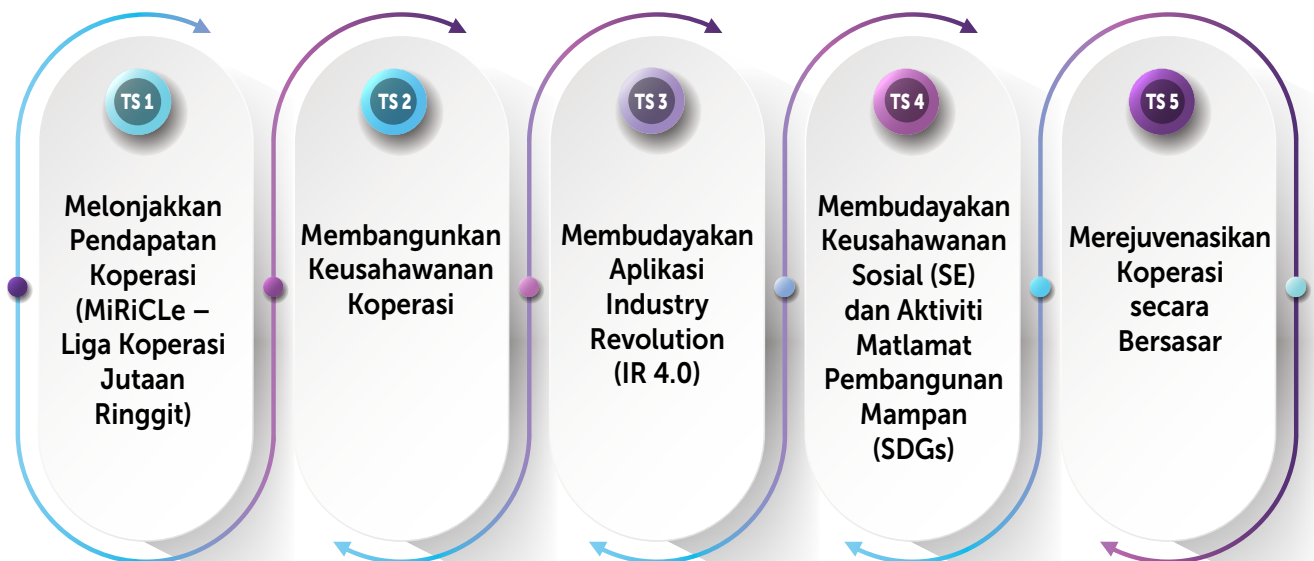 TS 1
Melonjakkan
Pendapatan
Koperasi
(MiRiCLe –
Liga Koperasi
Jutaan
Ringgit)
TS 2
Membangunkan
Keusahawanan
Koperasi
TS 3
Membudayakan
Aplikasi
Industry
Revolution
(IR 4.0)
TS 4
Membudayakan
Keusahawanan
Sosial (SE)
dan Aktiviti
Matlamat
Pembangunan
Mampan
(SDGs)
TS 5
Merejuvenasikan
Koperasi
secara
Bersasar